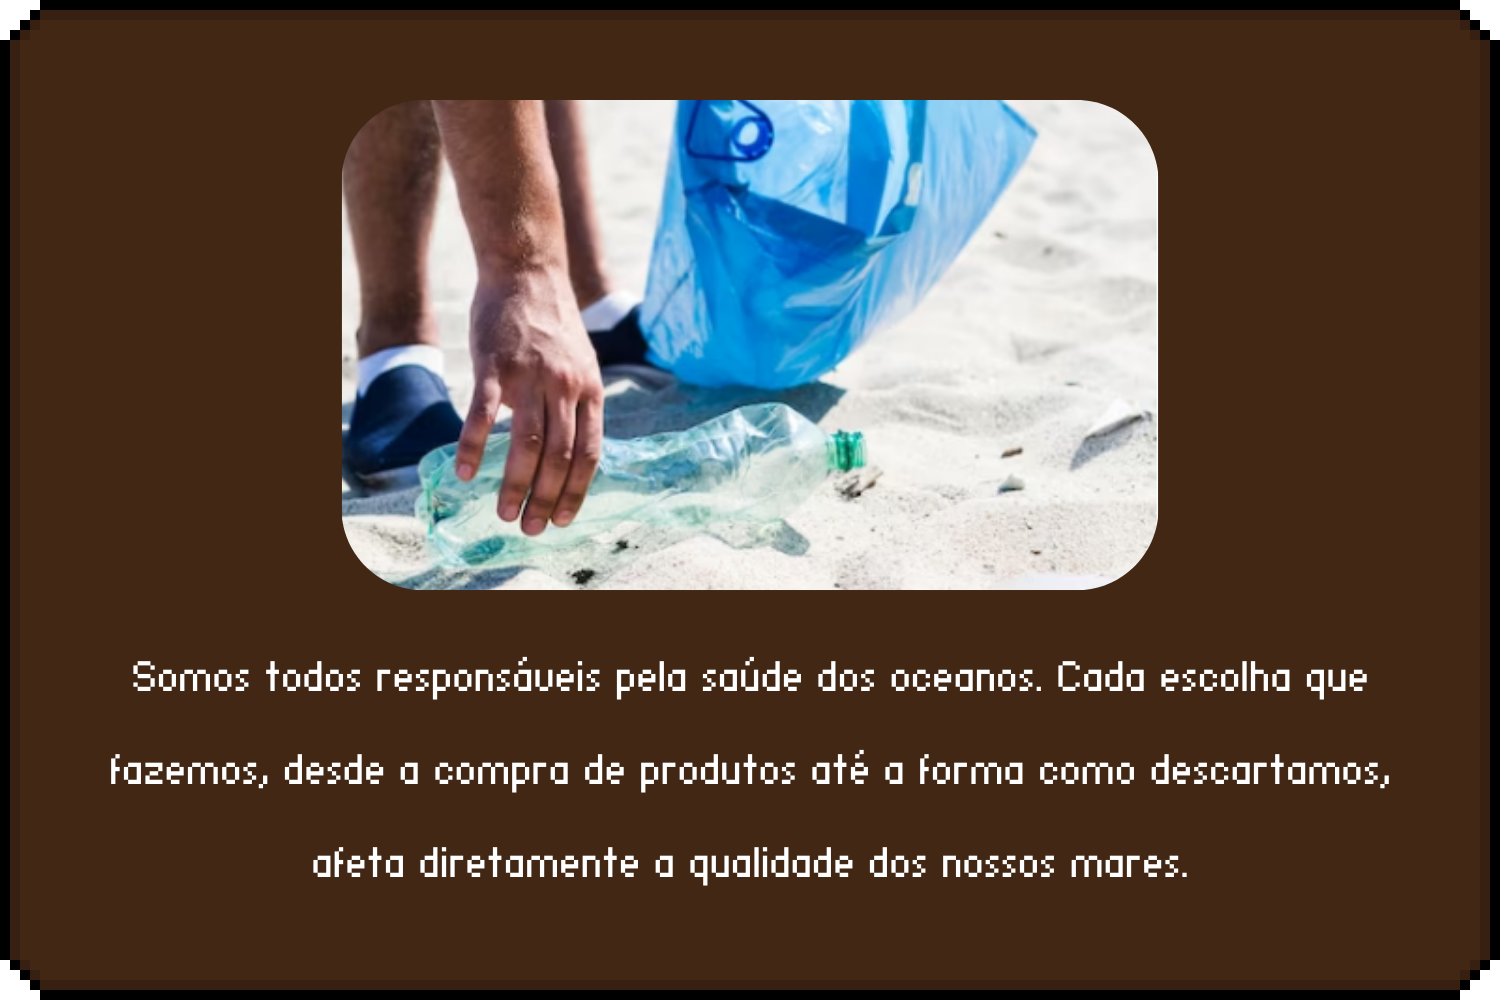 Somos todos responsáveis pela saúde dos oceanos. Cada escolha que
fazemos, desde a compra de produtos até a forma como descartamos,
afeta diretamente a qualidade dos nossos mares.